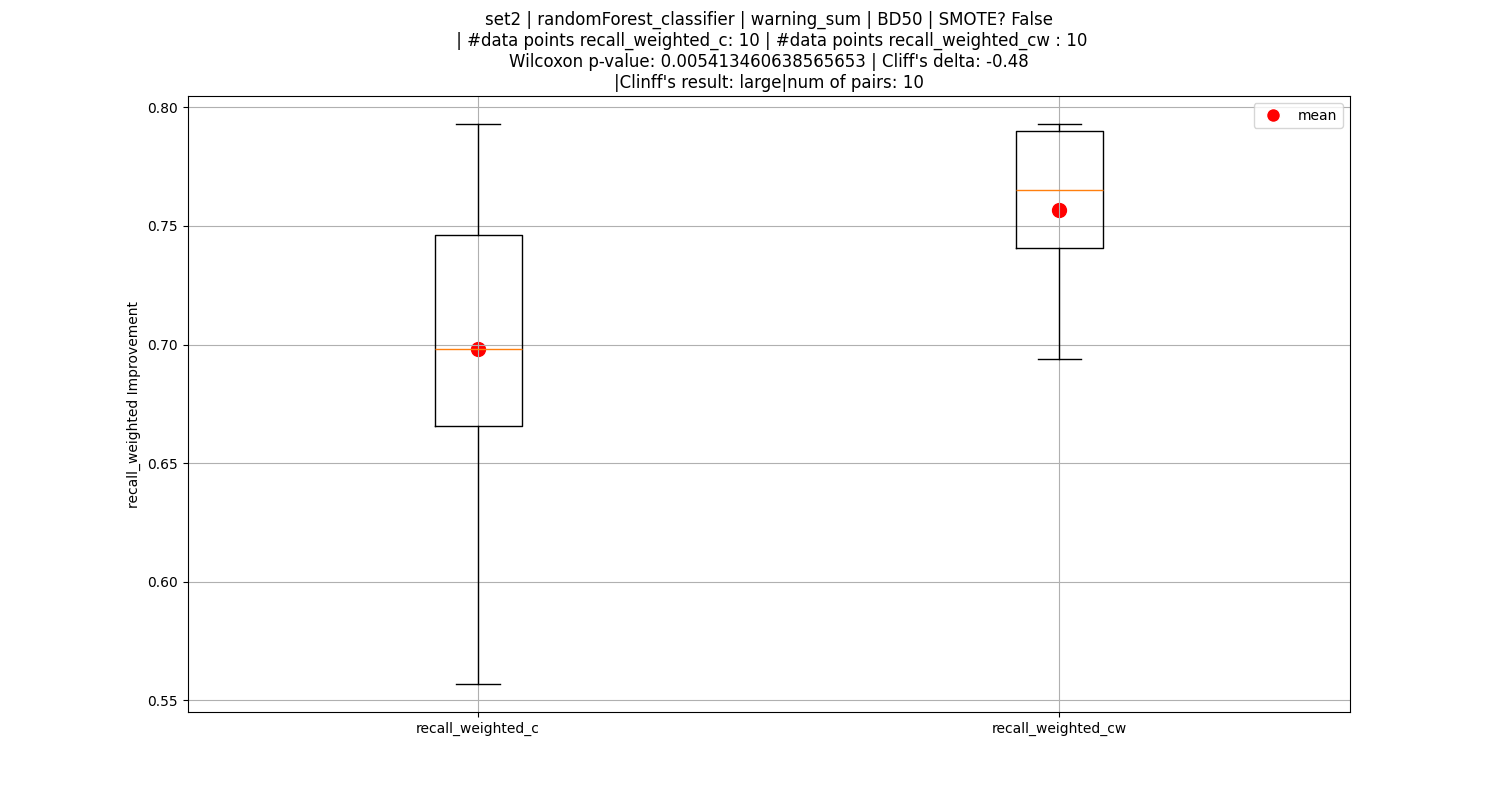 set2 | randomForest_classifier | warning_sum | BD50 | SMOTE? False
| #data points recall_weighted_c: 10 | #data points recall_weighted_cw : 10
Wilcoxon p-value: 0.005413460638565653 | Cliff's delta: -0.48
|Clinff's result: large|num of pairs: 10
mean
0.80
0.75
0.70
0.65
0.60
0.55
recall_weighted Improvement
recall_weighted_c
recall_weighted_cw